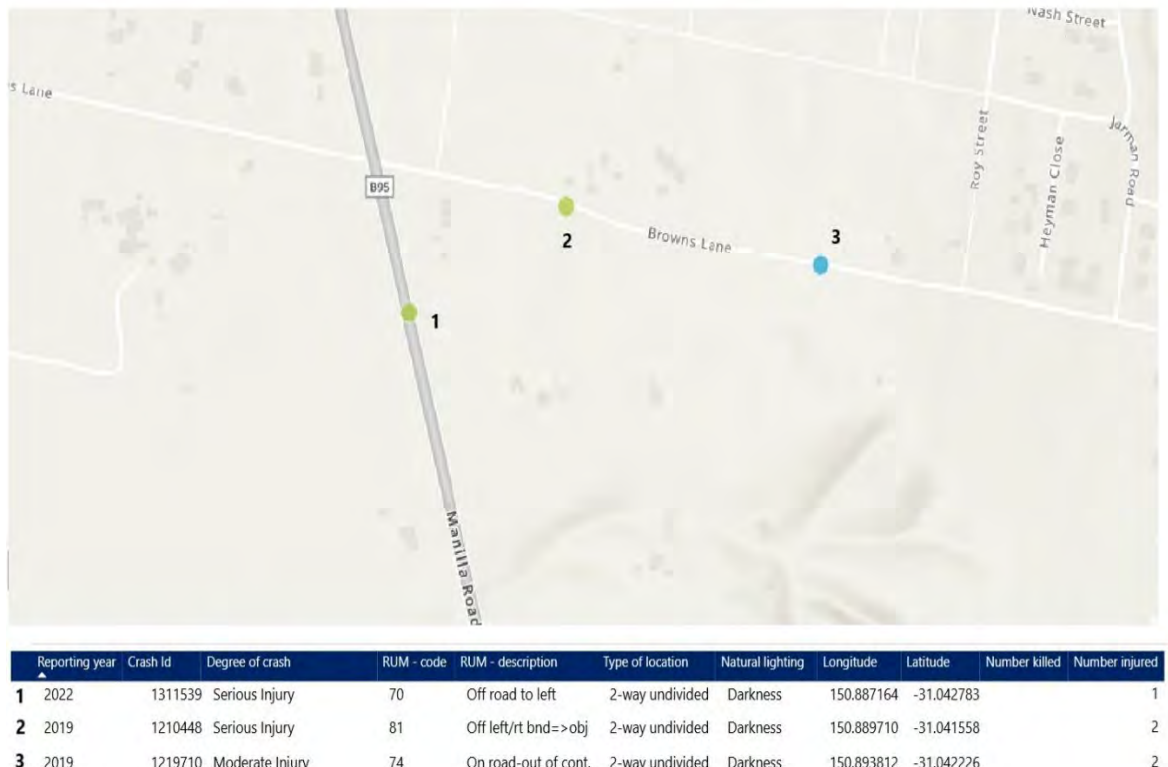 Nash Street
s Lane
Jarman Road
Roy Street
Heyman Close
B95
2
Browns Lane
3
1
Manilla Road
Reporting year Crash Id Degree of crash RUM - code RUM - description Type of location Natural lighting Longitude Latitude Number killed Number injured
1 2022 1311539 Serious Injury 70 Off road to left 2-way undivided Darkness 150.887164 -31.042783 1
2 2019 1210448 Serious Injury 81 Off left/rt bnd=>obj 2-way undivided Darkness 150.889710 -31.041558 2
3 2019 1219710 Moderate Injury 74 On road-out of cont. 2-way undivided Darkness 150.893812 -31.042226 2